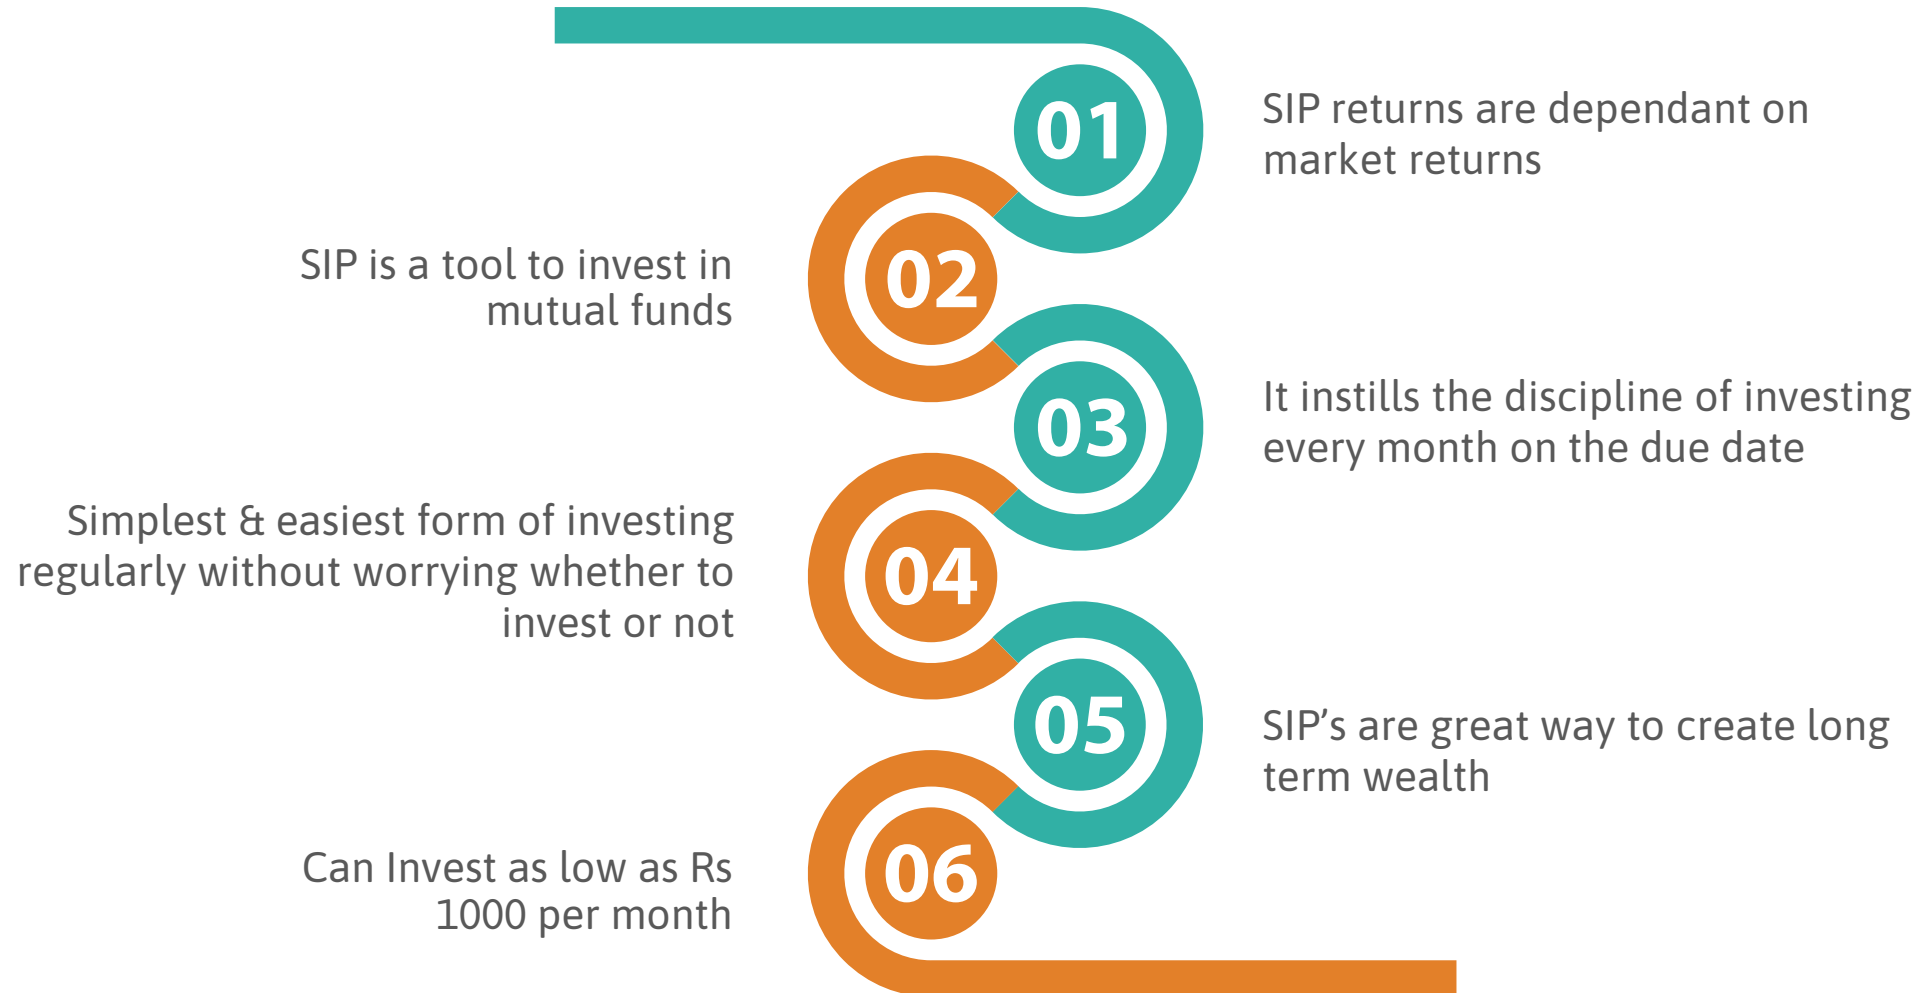 01
SIP returns are dependant on
market returns
02
SIP is a tool to invest in
mutual funds
03
It instills the discipline of investing
every month on the due date
04
Simplest & easiest form of investing
regularly without worrying whether to
invest or not
05
SIP’s are great way to create long
term wealth
06
Can Invest as low as Rs
1000 per month